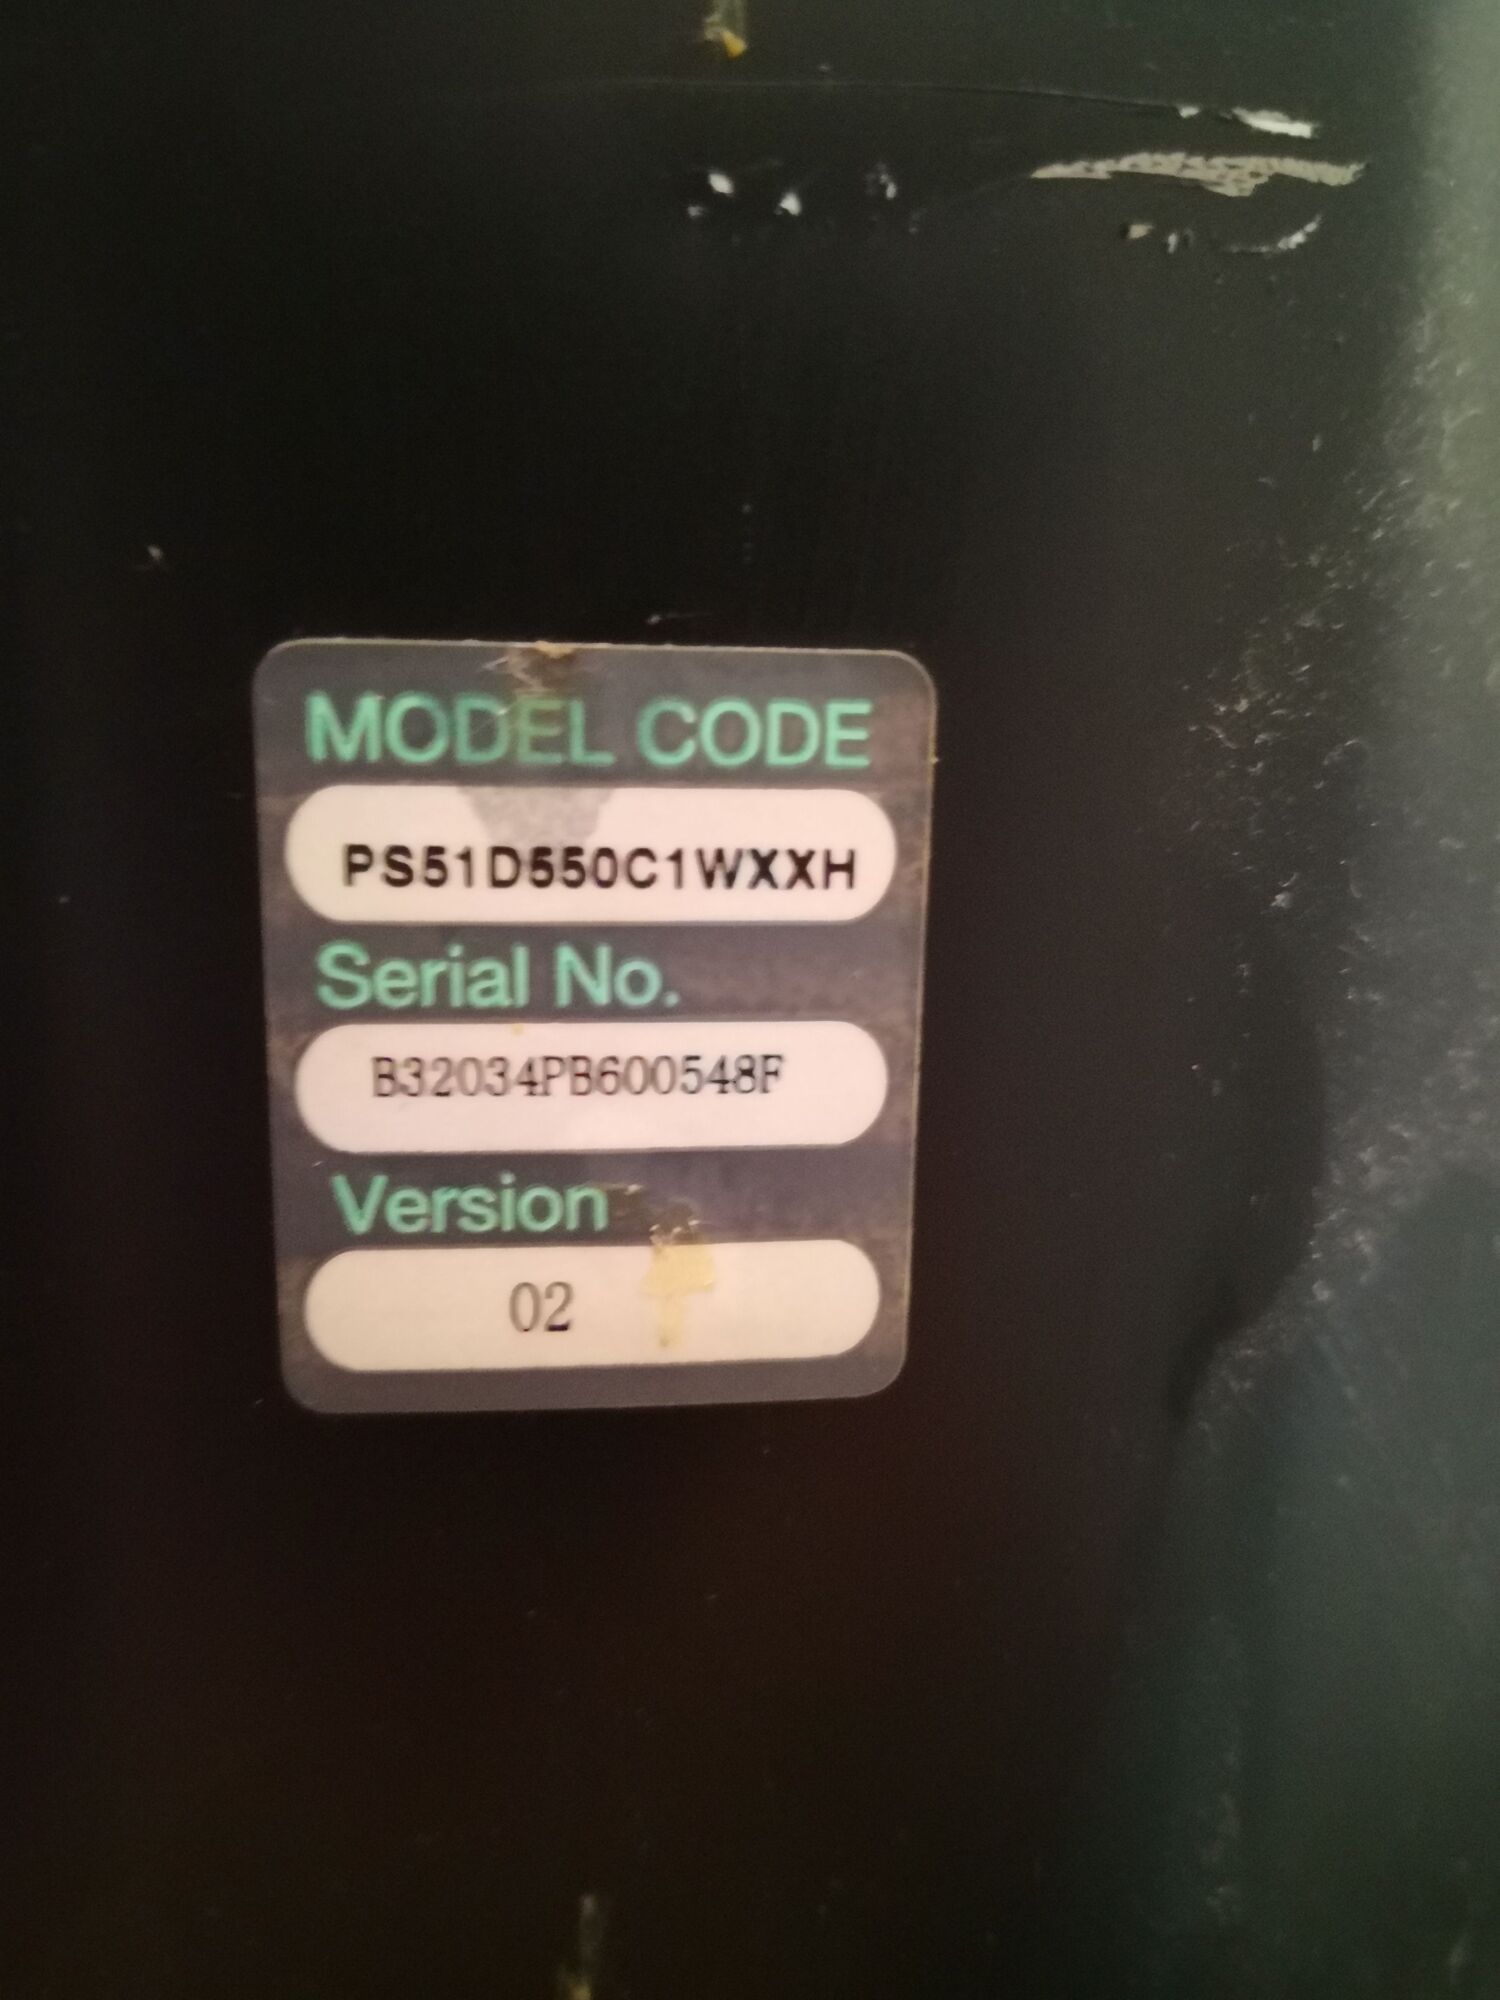 MODEL CODE
PS51D550C1WXXH
Serial No.
B32034PB600548F
Version
02